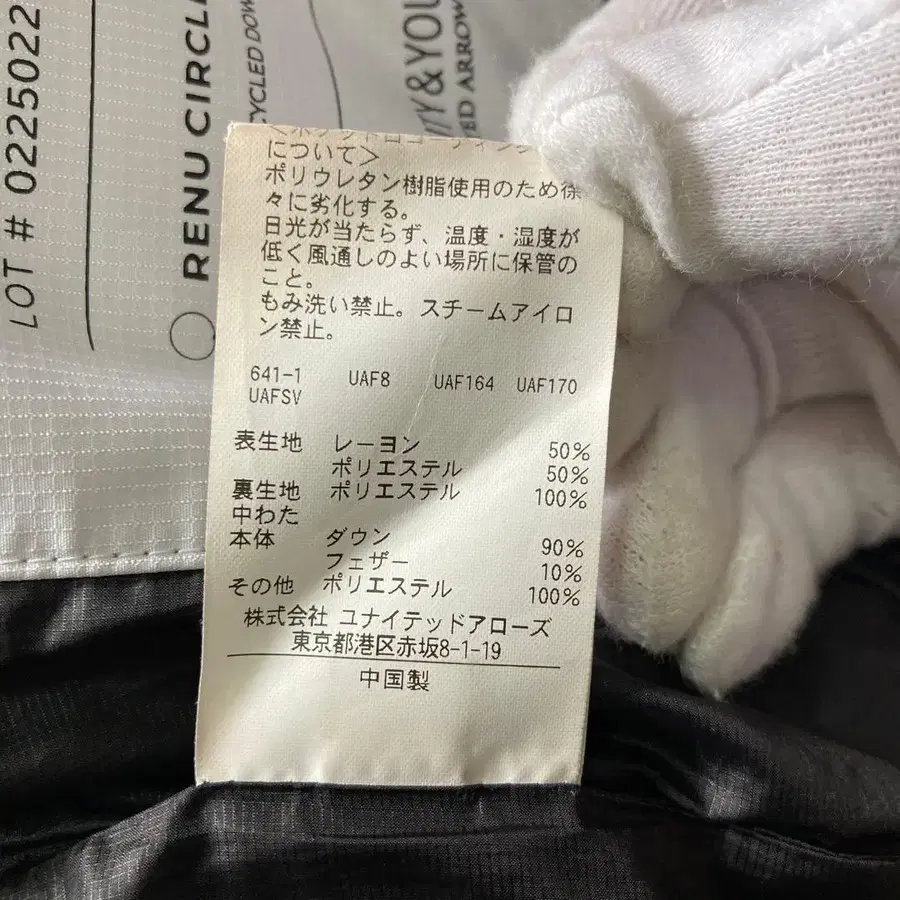 LOT # 0225022
RENU CIRCL
CYCLED DOW
TY&YOU
ED ARROW
について>
ポリウレタン樹脂使用のため徐
々に劣化する。
日光が当たらず、温度・湿度が
低く風通しのよい場所に保管の
こと。
もみ洗い禁止。スチームアイロ
ン禁止。
641-1 UAF8 UAF164 UAF170
UAFSV
表生地 レーヨン 50%
ポリエステル 50%
裏生地 ポリエステル 100%
中わた
本体 ダウン 90%
フェザー 10%
その他 ポリエステル 100%
株式会社 ユナイテッドアローズ
東京都港区赤坂8-1-19
中国製